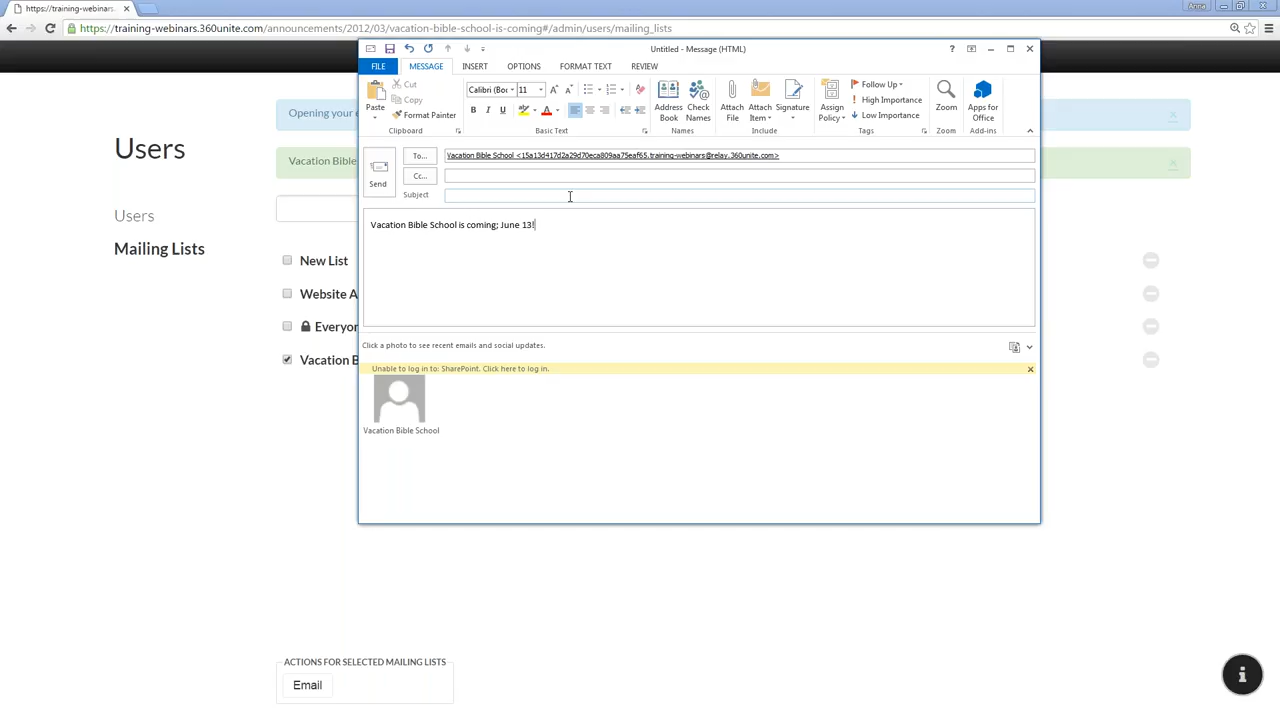 https://training-webinars
Anna
https://training-webinars.360unite.com/announcements/2012/03/vacation-bible-school-is-coming#/admin/users/mailing_lists
Untitled - Message (HTML)
FILE MESSAGE INSERT OPTIONS FORMAT TEXT REVIEW
Paste
Cut
Copy
Format Painter
Clipboard
Calibri (Boc 11
B I U
Basic Text
Address Book
Check Names
Names
Attach File
Attach Item
Signature
Include
Assign Policy
Follow Up
High Importance
Low Importance
Tags
Zoom
Zoom
Apps for Office
Add-ins
Opening your e
Vacation Bible
Users
Users
Mailing Lists
New List
Website A
Everyon
Vacation B
Send
To... Vacation Bible School <15a13d417d2a29d70eca809aa75eaf65.training-webinars@relay.360unite.com>
Cc...
Subject
Vacation Bible School is coming; June 13!
Click a photo to see recent emails and social updates.
Unable to log in to: SharePoint. Click here to log in.
Vacation Bible School
ACTIONS FOR SELECTED MAILING LISTS
Email